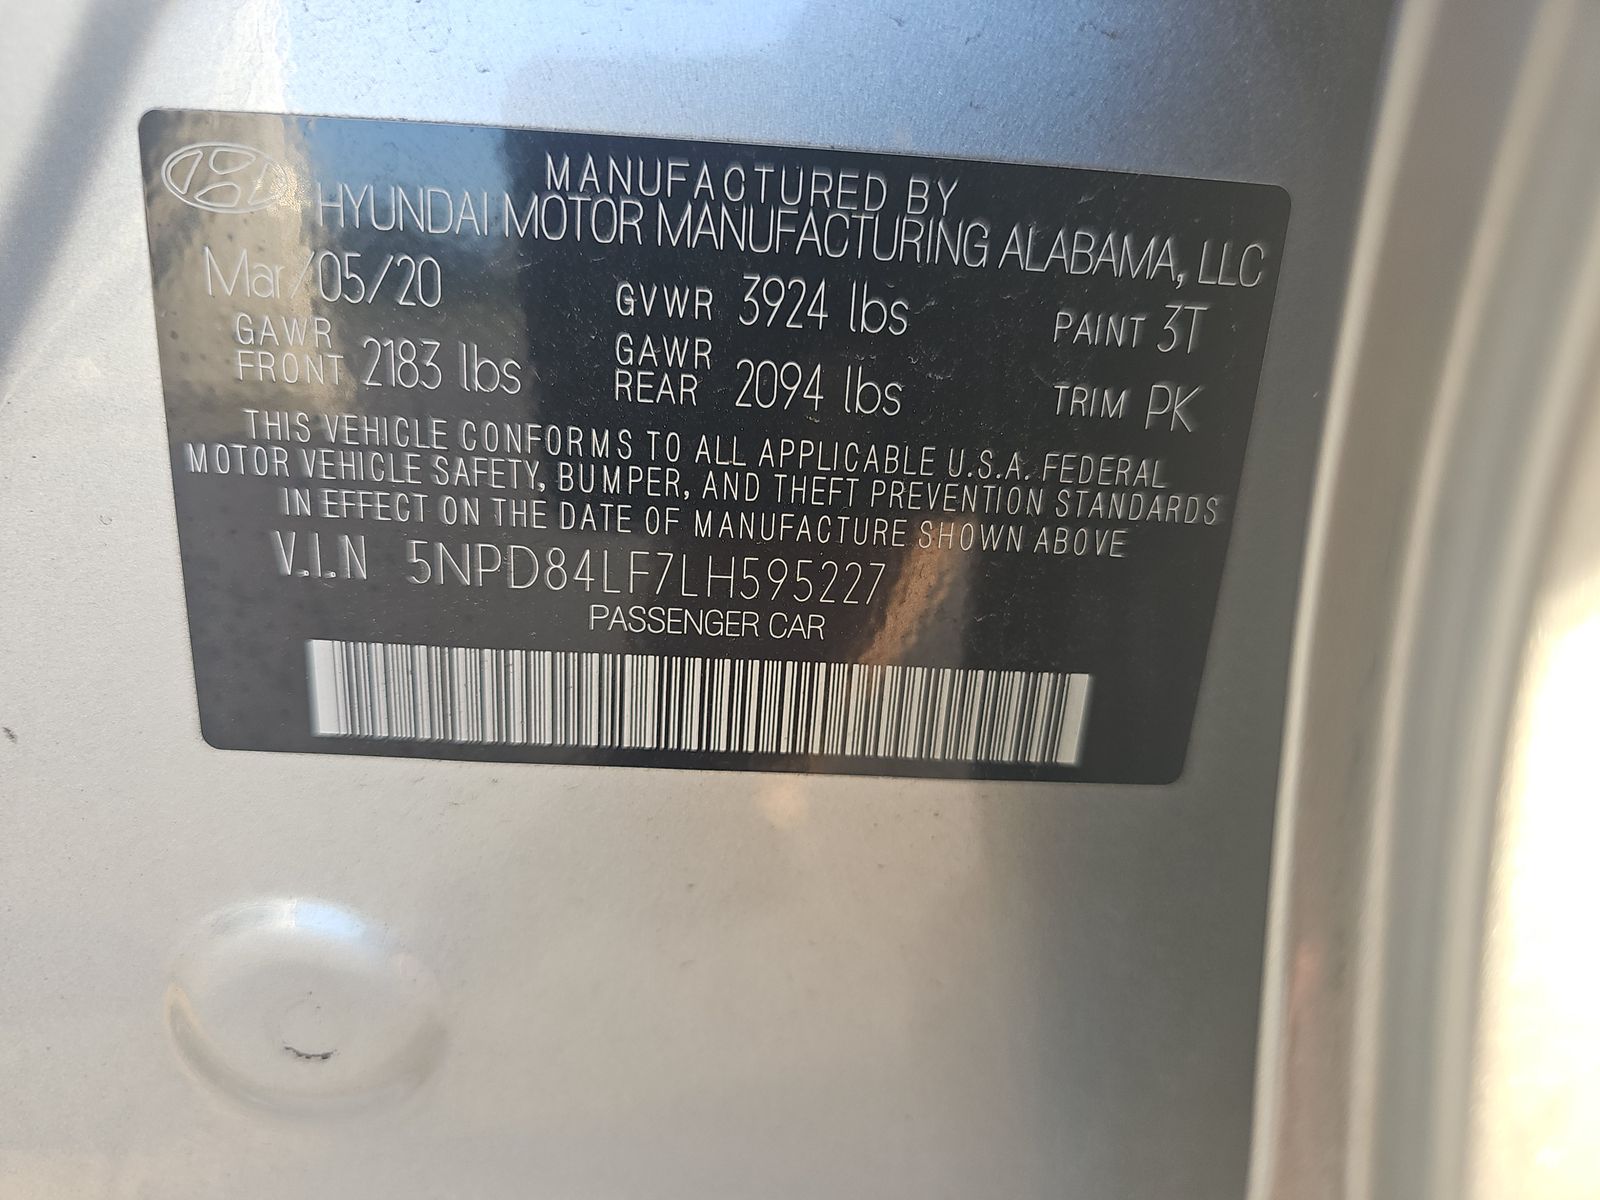 MANUFACTURED BY
HYUNDAI MOTOR MANUFACTURING ALABAMA, LLC
Mar/05/20 GVWR 3924 lbs PAINT 3T
GAWR FRONT 2183 lbs GAWR REAR 2094 lbs TRIM PK
THIS VEHICLE CONFORMS TO ALL APPLICABLE U.S.A. FEDERAL
MOTOR VEHICLE SAFETY, BUMPER, AND THEFT PREVENTION STANDARDS
IN EFFECT ON THE DATE OF MANUFACTURE SHOWN ABOVE
V.I.N 5NPD84LF7LH595227
PASSENGER CAR